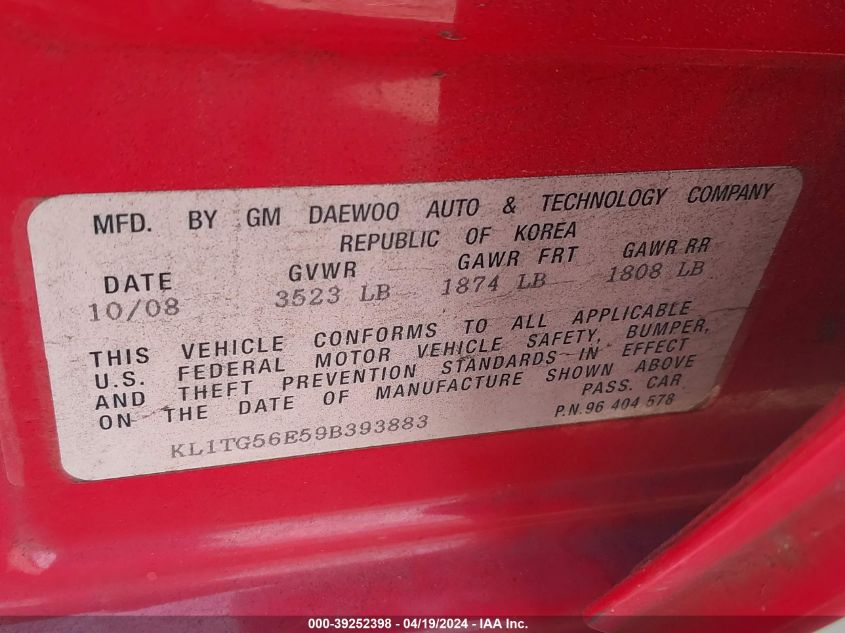 MFD. BY GM DAEWOO AUTO & TECHNOLOGY COMPANY
REPUBLIC OF KOREA
DATE GVWR GAWR FRT GAWR RR
10/08 3523 LB 1874 LB 1808 LB
THIS VEHICLE CONFORMS TO ALL APPLICABLE
U.S. FEDERAL MOTOR VEHICLE SAFETY, BUMPER,
AND THEFT PREVENTION STANDARDS IN EFFECT
ON THE DATE OF MANUFACTURE SHOWN ABOVE
PASS. CAR
KL1TG56E59B393883 P.N.96 404 578
000-39252398 - 04/19/2024 - IAA Inc.